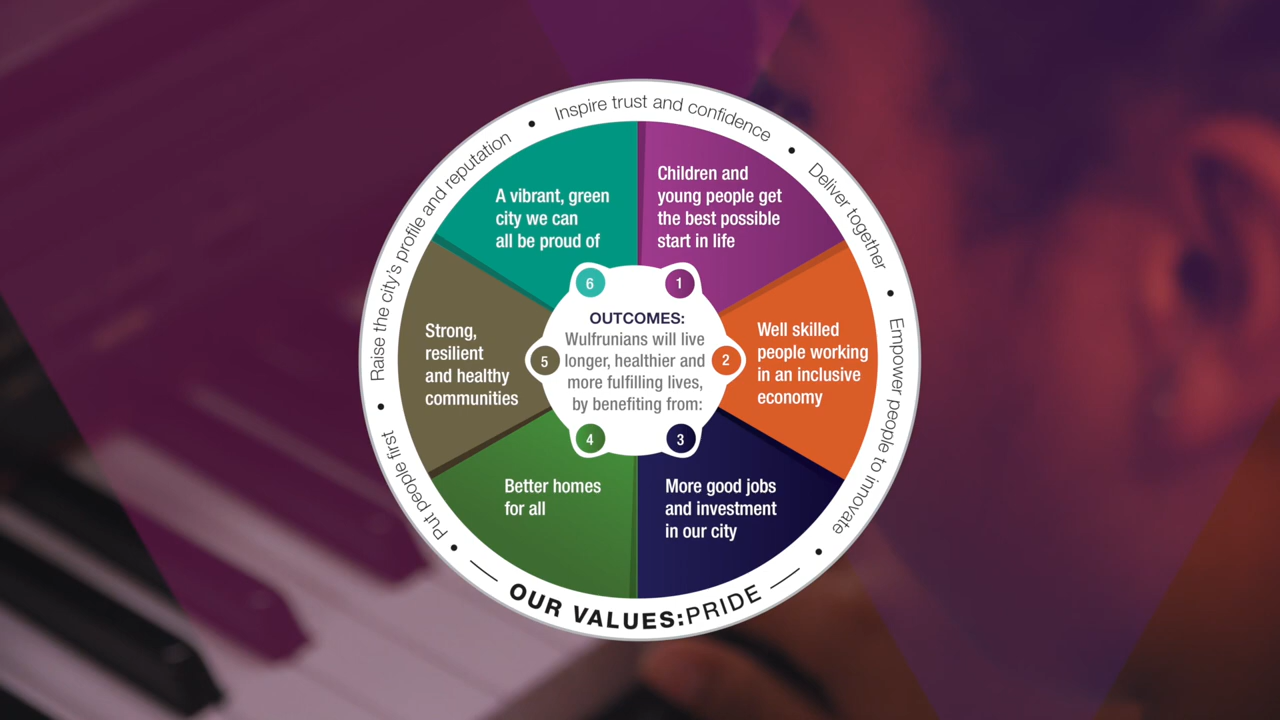 Put people first • Raise the city's profile and reputation • Inspire trust and confidence • Deliver together • Empower people to innovate •
OUR VALUES: PRIDE
OUTCOMES:
Wulfrunians will live
longer, healthier and
more fulfilling lives,
by benefiting from:
1
Children and
young people get
the best possible
start in life
2
Well skilled
people working
in an inclusive
economy
3
More good jobs
and investment
in our city
4
Better homes
for all
5
Strong,
resilient
and healthy
communities
6
A vibrant, green
city we can
all be proud of